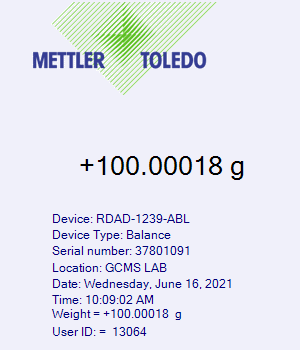 METTLER TOLEDO
+100.00018 g
Device: RDAD-1239-ABL
Device Type: Balance
Serial number: 37801091
Location: GCMS LAB
Date: Wednesday, June 16, 2021
Time: 10:09:02 AM
Weight = +100.00018 g
User ID: = 13064